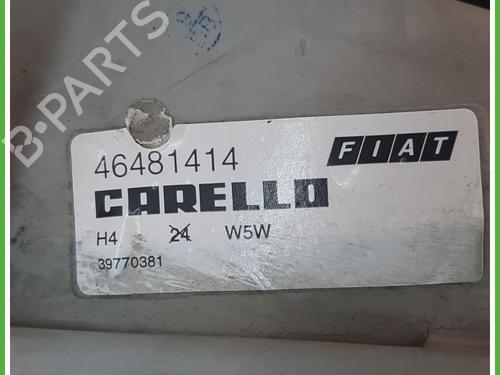 B-PARTS
46481414
FIAT
CARELLO
H4 24 W5W
39770381